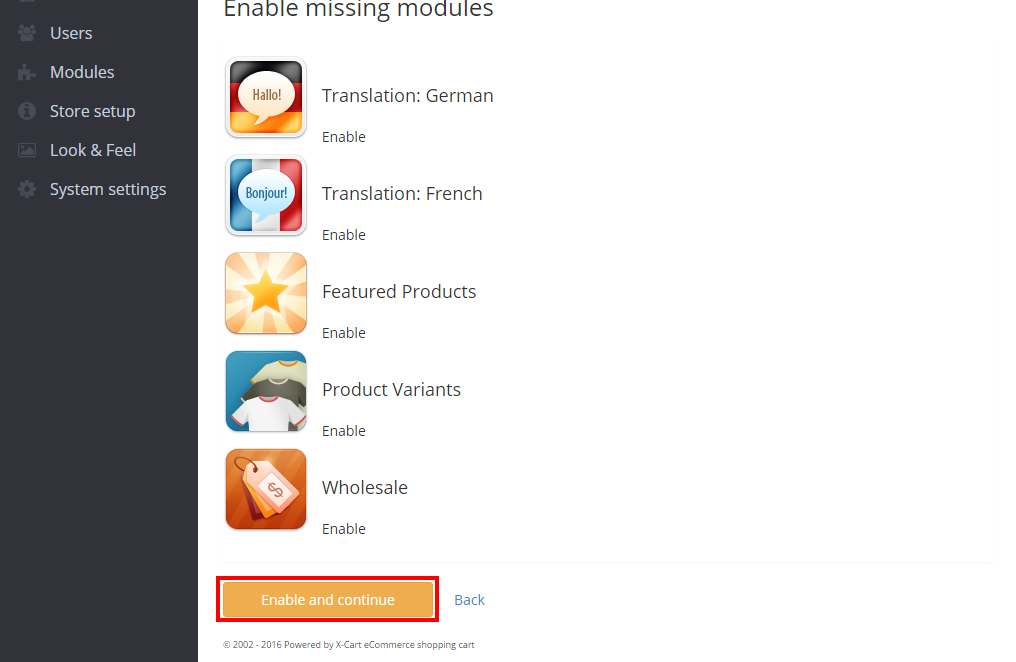 Users
Modules
Store setup
Look & Feel
System settings
Enable missing modules
Hallo!
Translation: German
Enable
Bonjour!
Translation: French
Enable
Featured Products
Enable
Product Variants
Enable
$
Wholesale
Enable
Enable and continue
Back
© 2002 - 2016 Powered by X-Cart eCommerce shopping cart